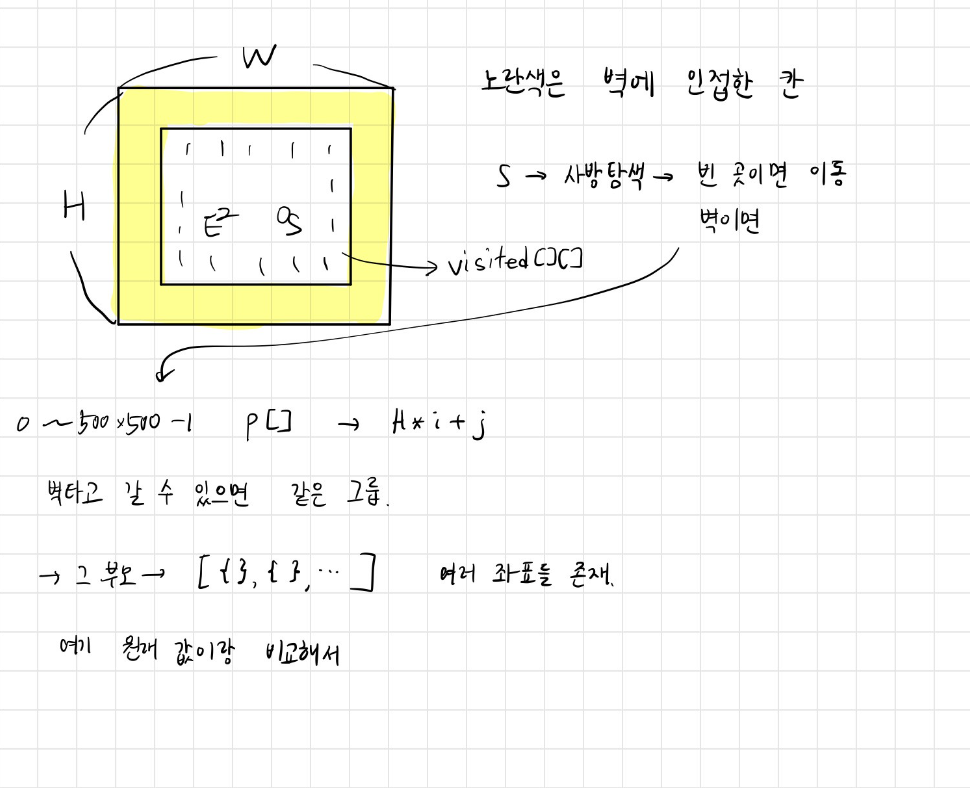 W
노란색은 벽에 인접한 칸
H
S → 사방탐색 → 빈 곳이면 이동
벽이면
E² 0S
visited[][]
0 ~ 500×500 -1 P[] → H*i+j
벽타고 갈 수 있으면 같은 그룹.
→ 그 부모 → [{}, {}, ⋯]  여러 좌표들 존재.
여기 원래 값이랑 비교해서